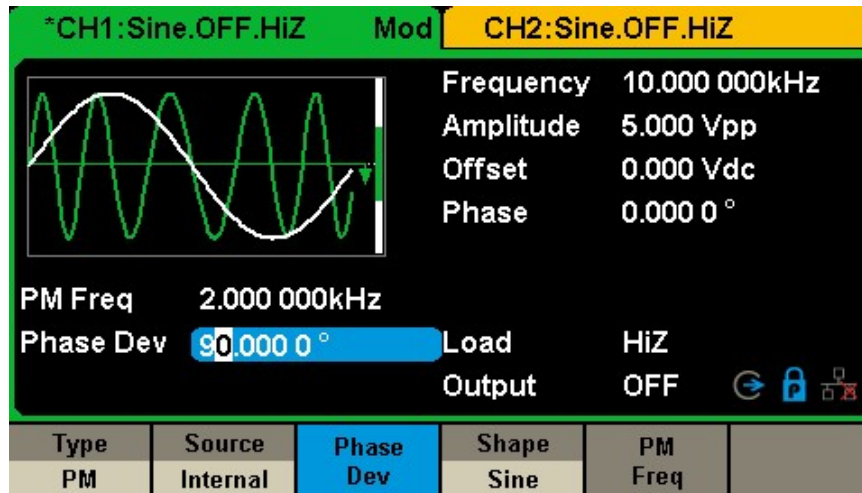 *CH1:Sine.OFF.HiZ Mod CH2:Sine.OFF.HiZ
Frequency 10.000 000kHz
Amplitude 5.000 Vpp
Offset 0.000 Vdc
Phase 0.000 0 °
PM Freq 2.000 000kHz
Phase Dev 90.000 0 °
Load HiZ
Output OFF P
Type Source Phase Dev Shape PM Freq
PM Internal Sine